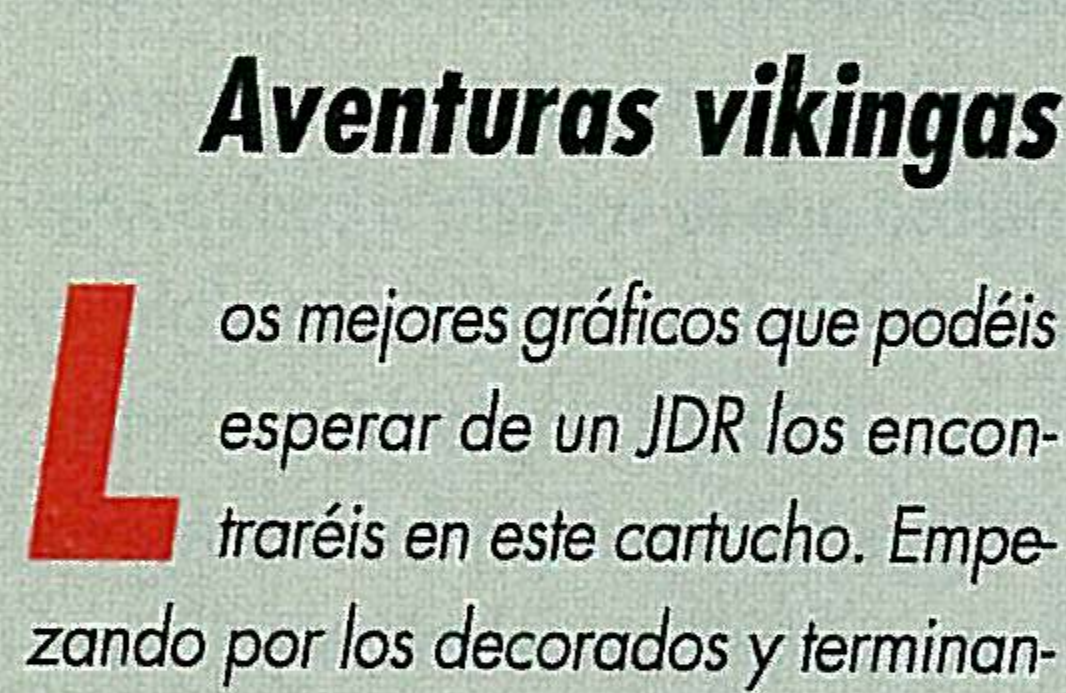 Aventuras vikingas
Los mejores gráficos que podéis
esperar de un JDR los encon-
traréis en este cartucho. Empe-
zando por los decorados y terminan-